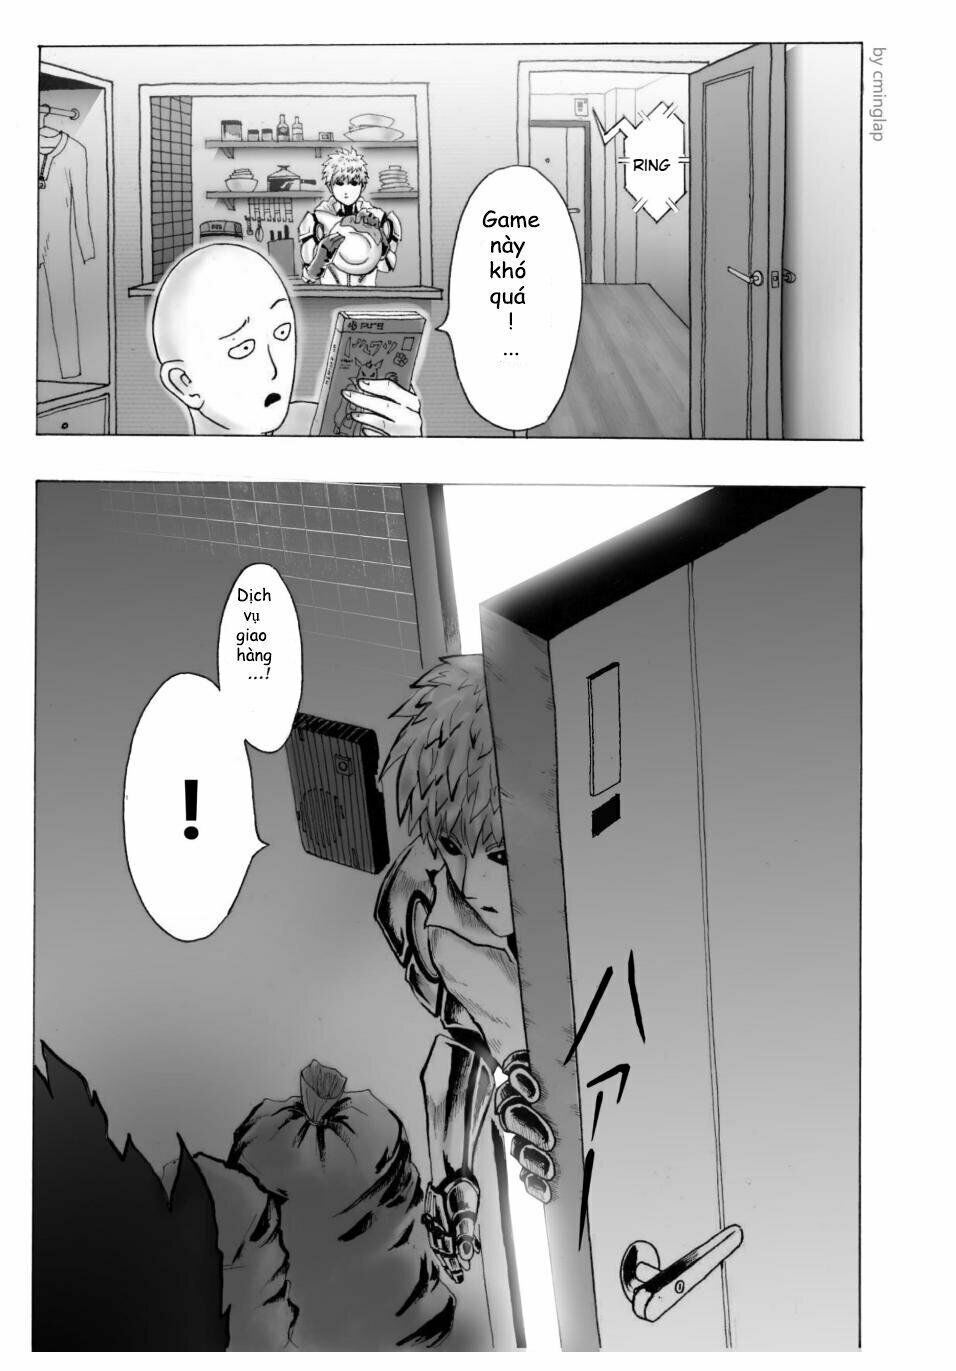 by cminglap
RING
Game
này
khó
quá
!
...
Dịch
vụ
giao
hàng
...!
!